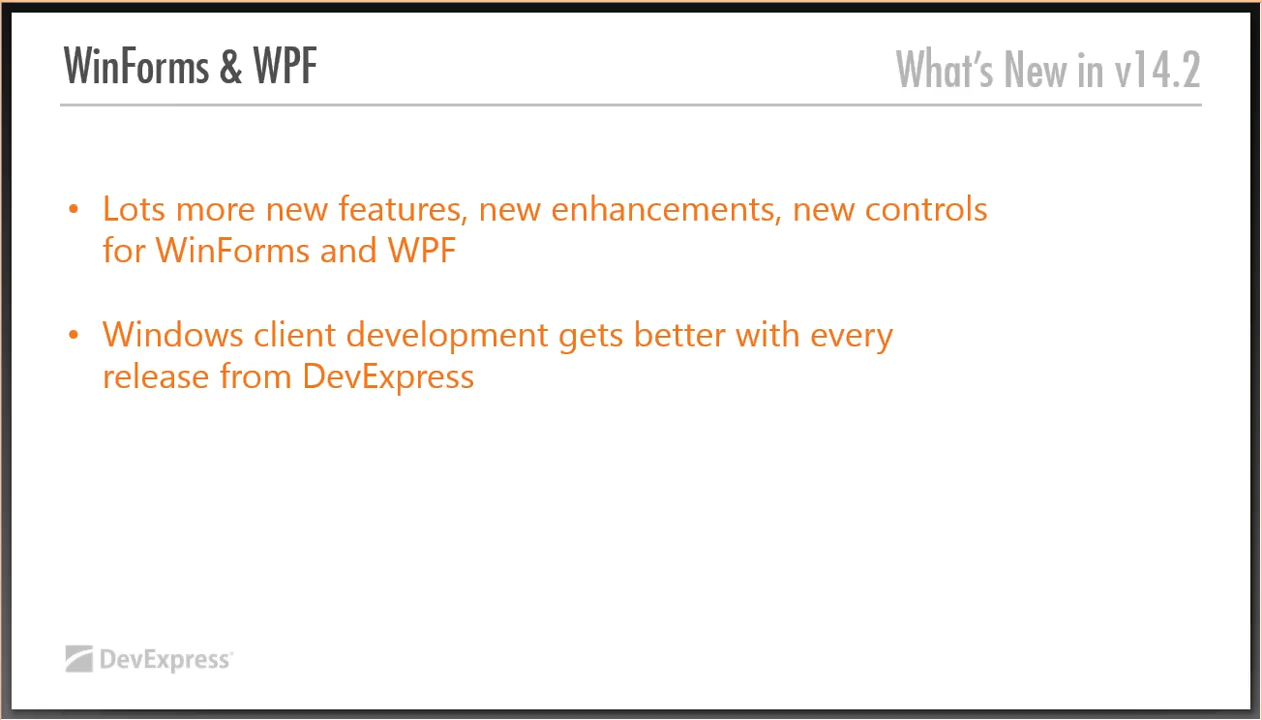 WinForms & WPF
What's New in v14.2
• Lots more new features, new enhancements, new controls
for WinForms and WPF
• Windows client development gets better with every
release from DevExpress
DevExpress